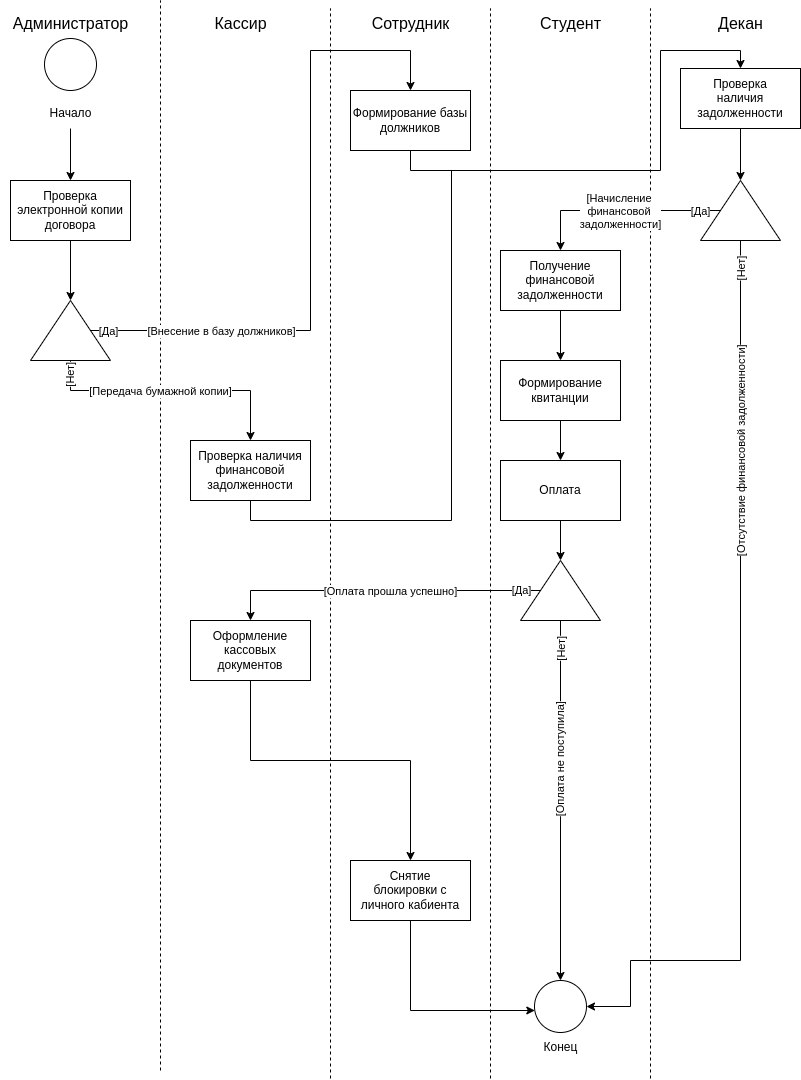 Администратор
Кассир
Сотрудник
Студент
Декан
Начало
Формирование базы
должников
Проверка
наличия
задолженности
Проверка
электронной копии
договора
[Начисление
финансовой
задолженности]
[Да]
[Нет]
Получение
финансовой
задолженности
[Да]
[Внесение в базу должников]
[Нет]
[Передача бумажной копии]
Формирование
квитанции
[Отсутствие финансовой задолженности]
Проверка наличия
финансовой
задолженности
Оплата
[Оплата прошла успешно]
[Да]
[Нет]
Оформление
кассовых
документов
[Оплата не поступила]
Снятие
блокировки с
личного кабиента
Конец